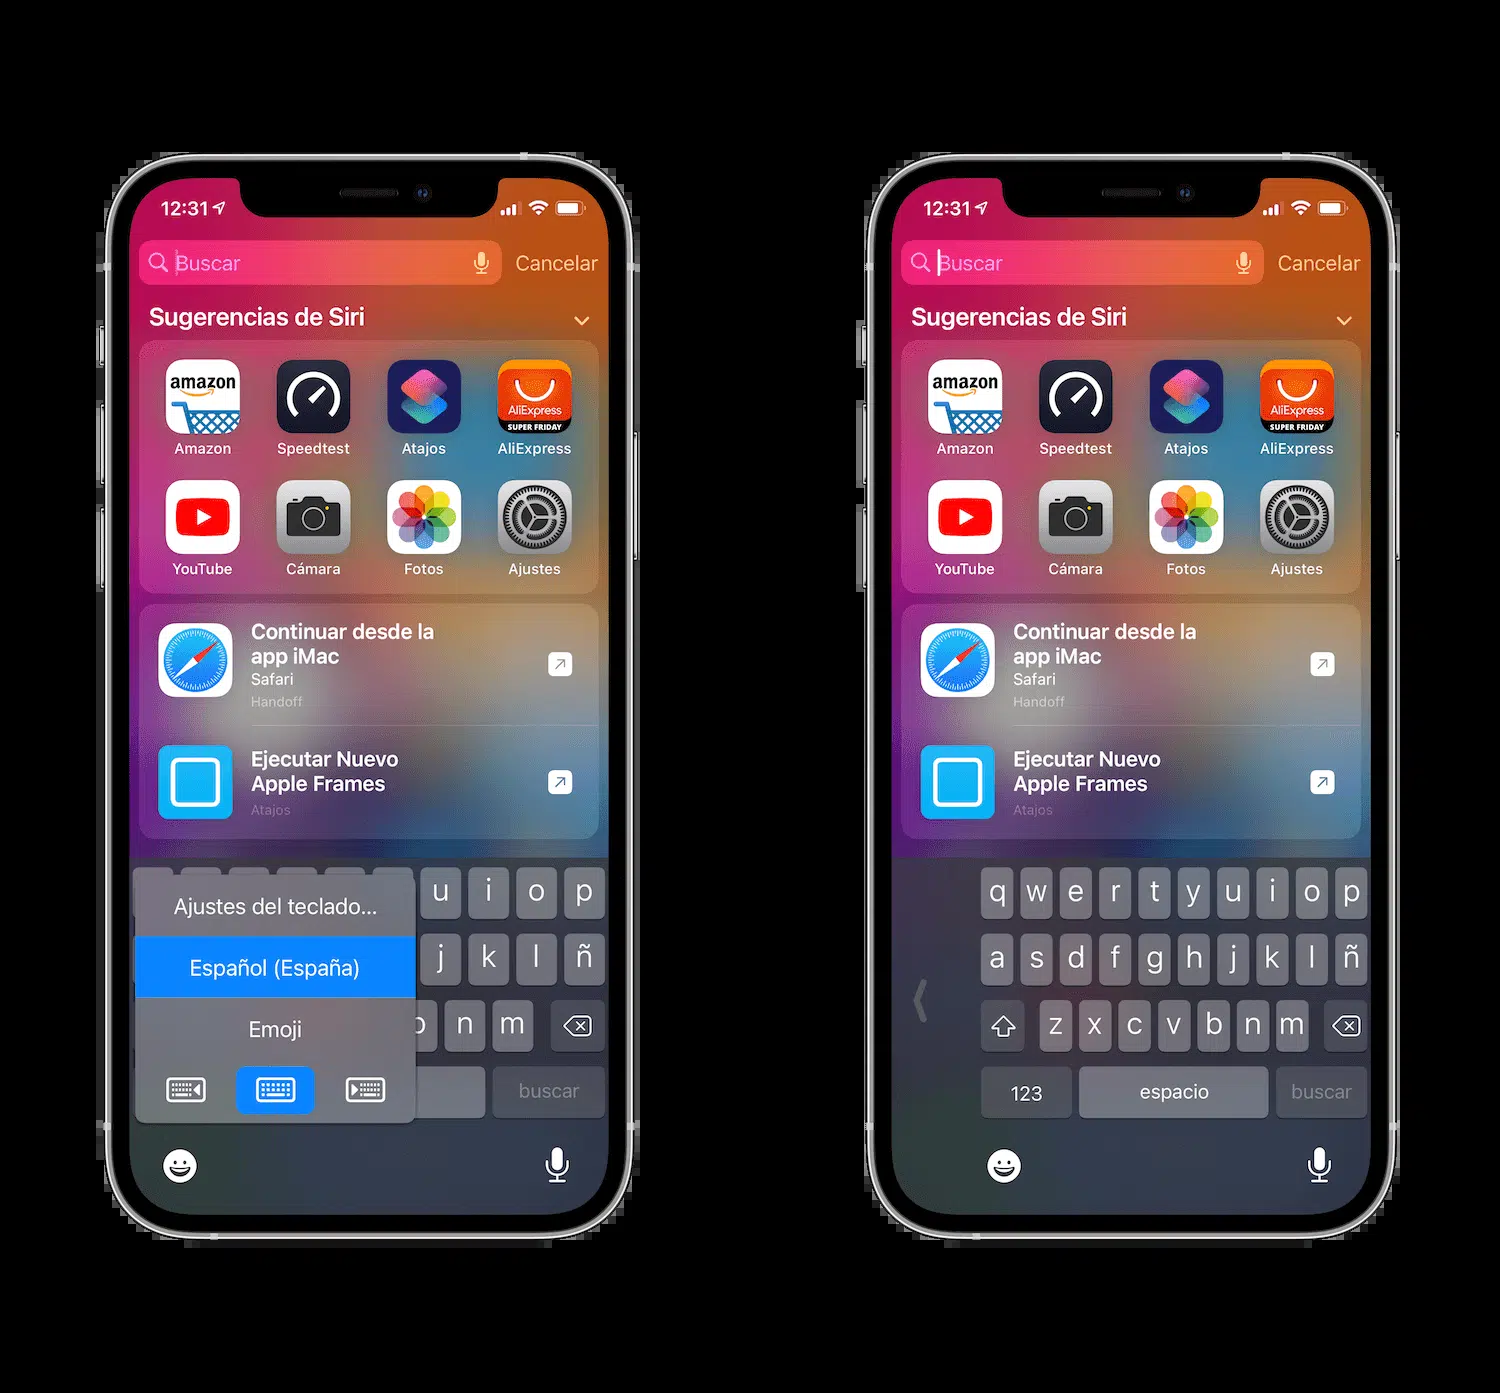 12:31
Buscar
Cancelar
Sugerencias de Siri
amazon
AliExpress
SUPER FRIDAY
Amazon
Speedtest
Atajos
AliExpress
YouTube
Cámara
Fotos
Ajustes
Continuar desde la
app iMac
Safari
Handoff
Ejecutar Nuevo
Apple Frames
Atajos
u i o p
Ajustes del teclado...
j k l ñ
Español (España)
n m
Emoji
buscar
12:31
Buscar
Cancelar
Sugerencias de Siri
amazon
AliExpress
SUPER FRIDAY
Amazon
Speedtest
Atajos
AliExpress
YouTube
Cámara
Fotos
Ajustes
Continuar desde la
app iMac
Safari
Handoff
Ejecutar Nuevo
Apple Frames
Atajos
q w e r t y u i o p
a s d f g h j k l ñ
z x c v b n m
123
espacio
buscar